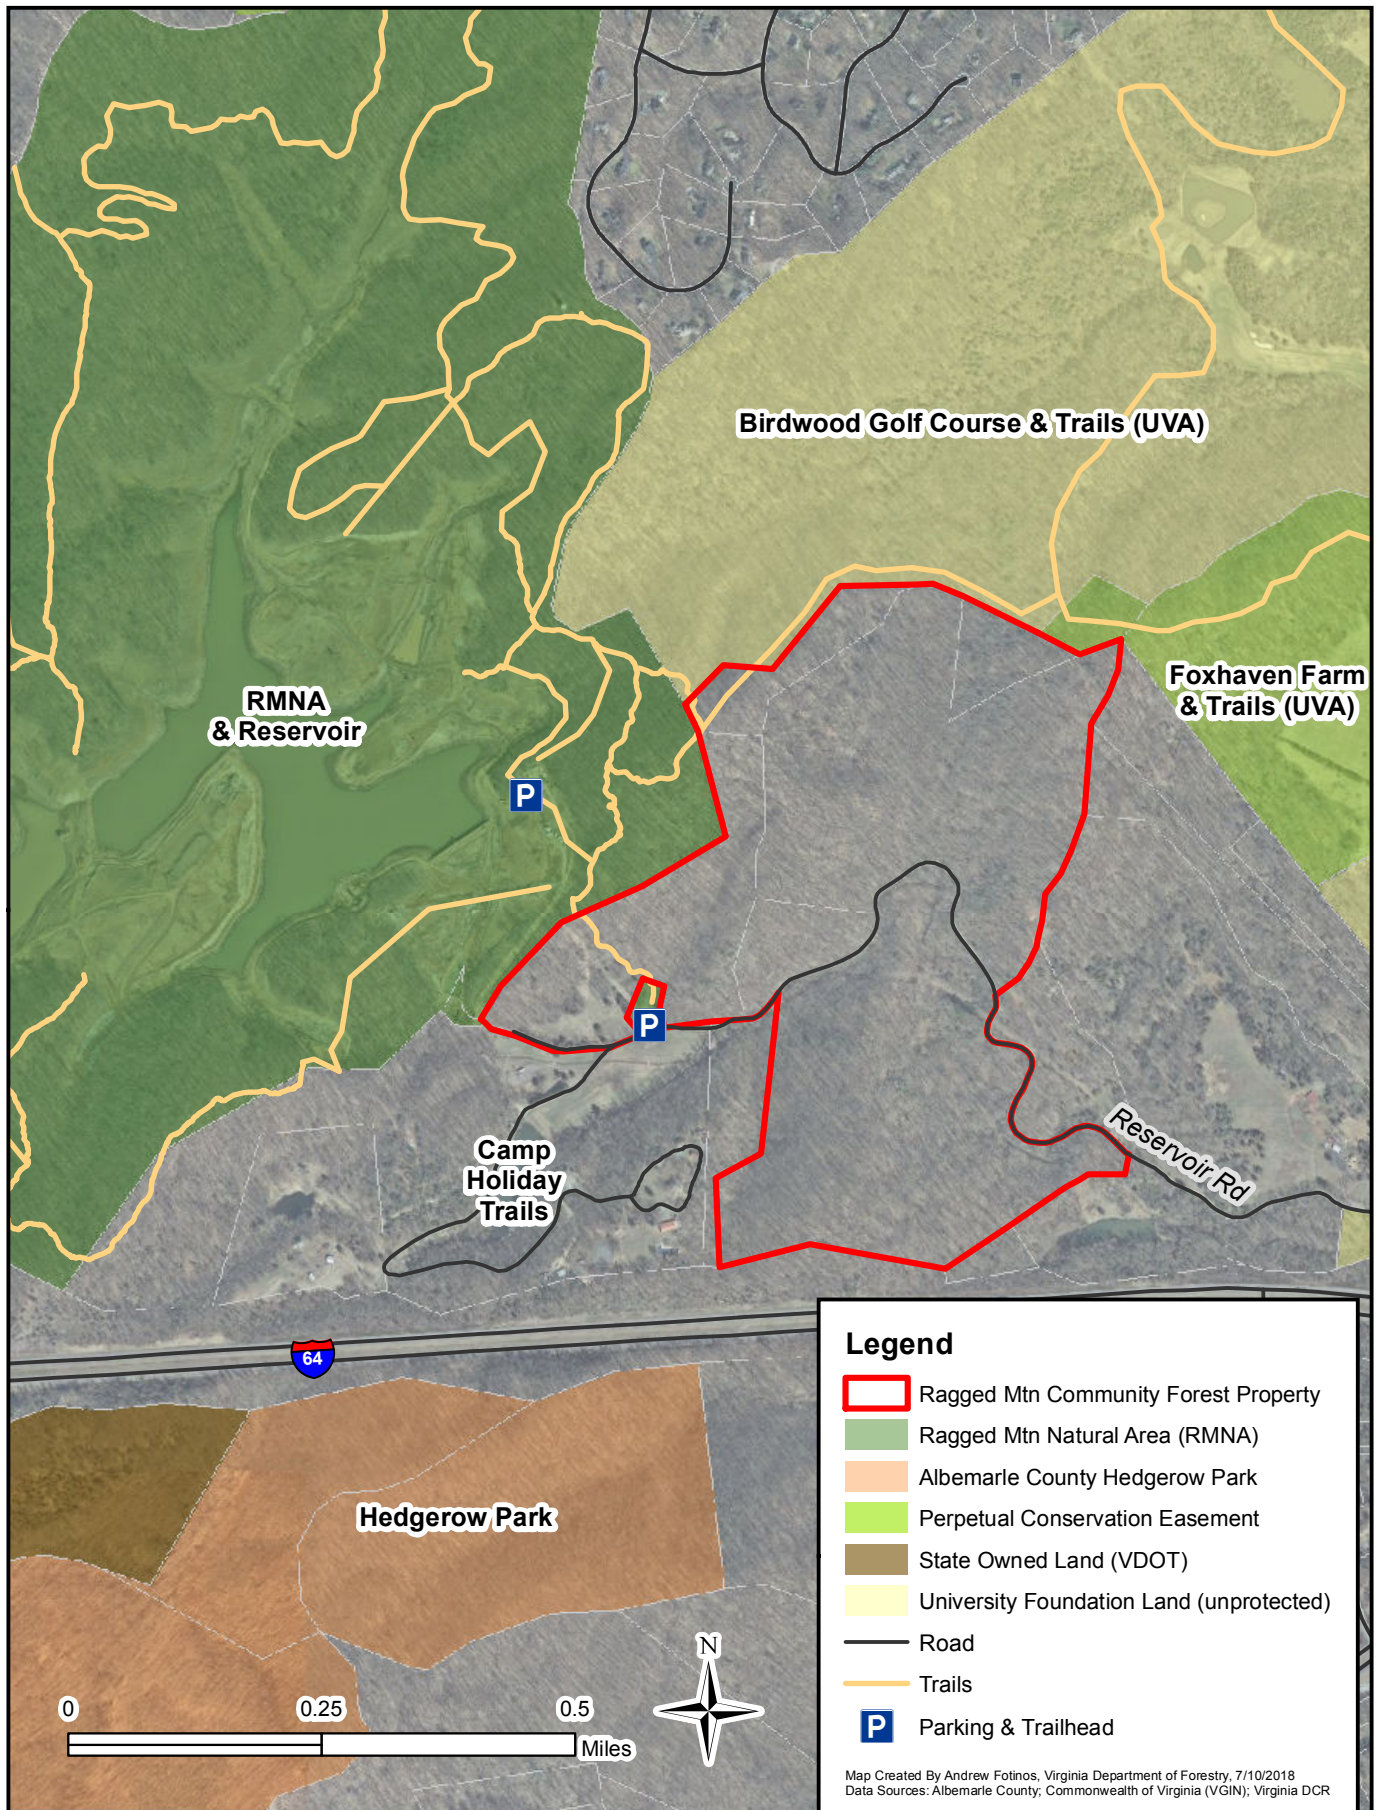 Birdwood Golf Course & Trails (UVA)
Foxhaven Farm
& Trails (UVA)
RMNA
& Reservoir
P
P
Reservoir Rd
Camp
Holiday
Trails
64
Hedgerow Park
N
0
0.25
0.5
Miles
Legend
Ragged Mtn Community Forest Property
Ragged Mtn Natural Area (RMNA)
Albemarle County Hedgerow Park
Perpetual Conservation Easement
State Owned Land (VDOT)
University Foundation Land (unprotected)
Road
Trails
P Parking & Trailhead
Map Created By Andrew Fotinos, Virginia Department of Forestry, 7/10/2018
Data Sources: Albemarle County; Commonwealth of Virginia (VGIN); Virginia DCR